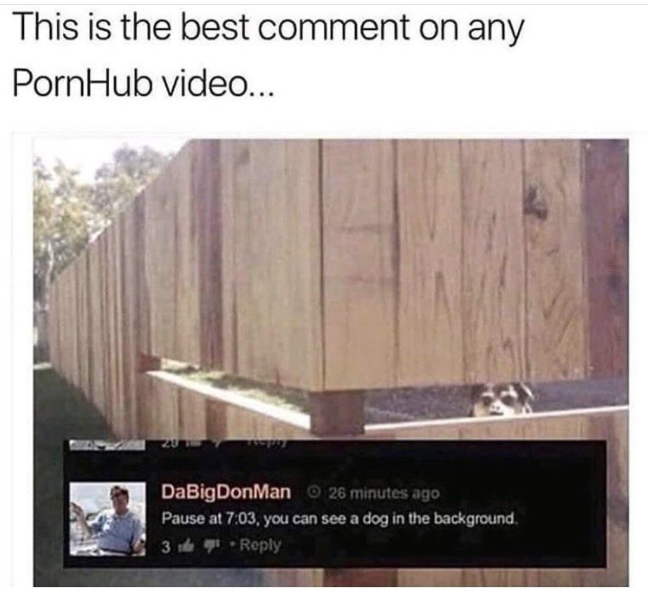 This is the best comment on any
PornHub video...
DaBigDonMan 26 minutes ago
Pause at 7:03, you can see a dog in the background.
3 • Reply